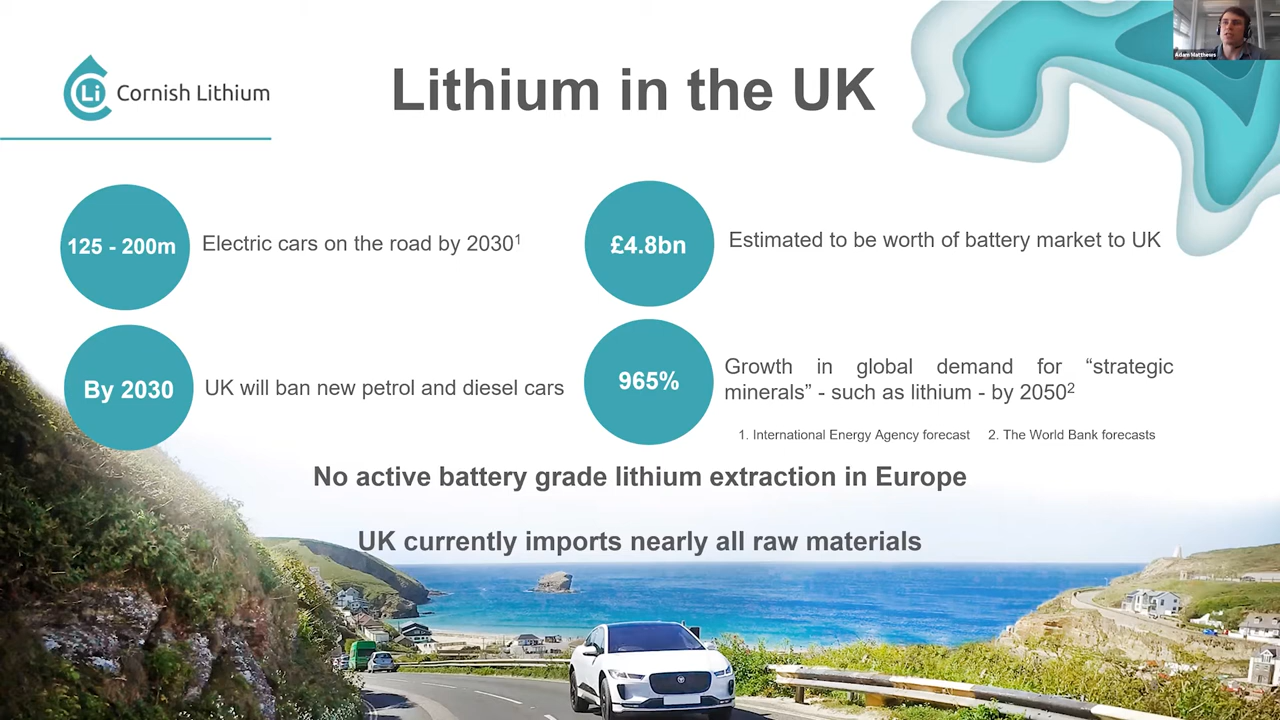 Adam Matthews
Li
Cornish Lithium
Lithium in the UK
125 - 200m
Electric cars on the road by 2030¹
£4.8bn
Estimated to be worth of battery market to UK
By 2030
UK will ban new petrol and diesel cars
965%
Growth in global demand for “strategic
minerals” - such as lithium - by 2050²
1. International Energy Agency forecast 2. The World Bank forecasts
No active battery grade lithium extraction in Europe
UK currently imports nearly all raw materials